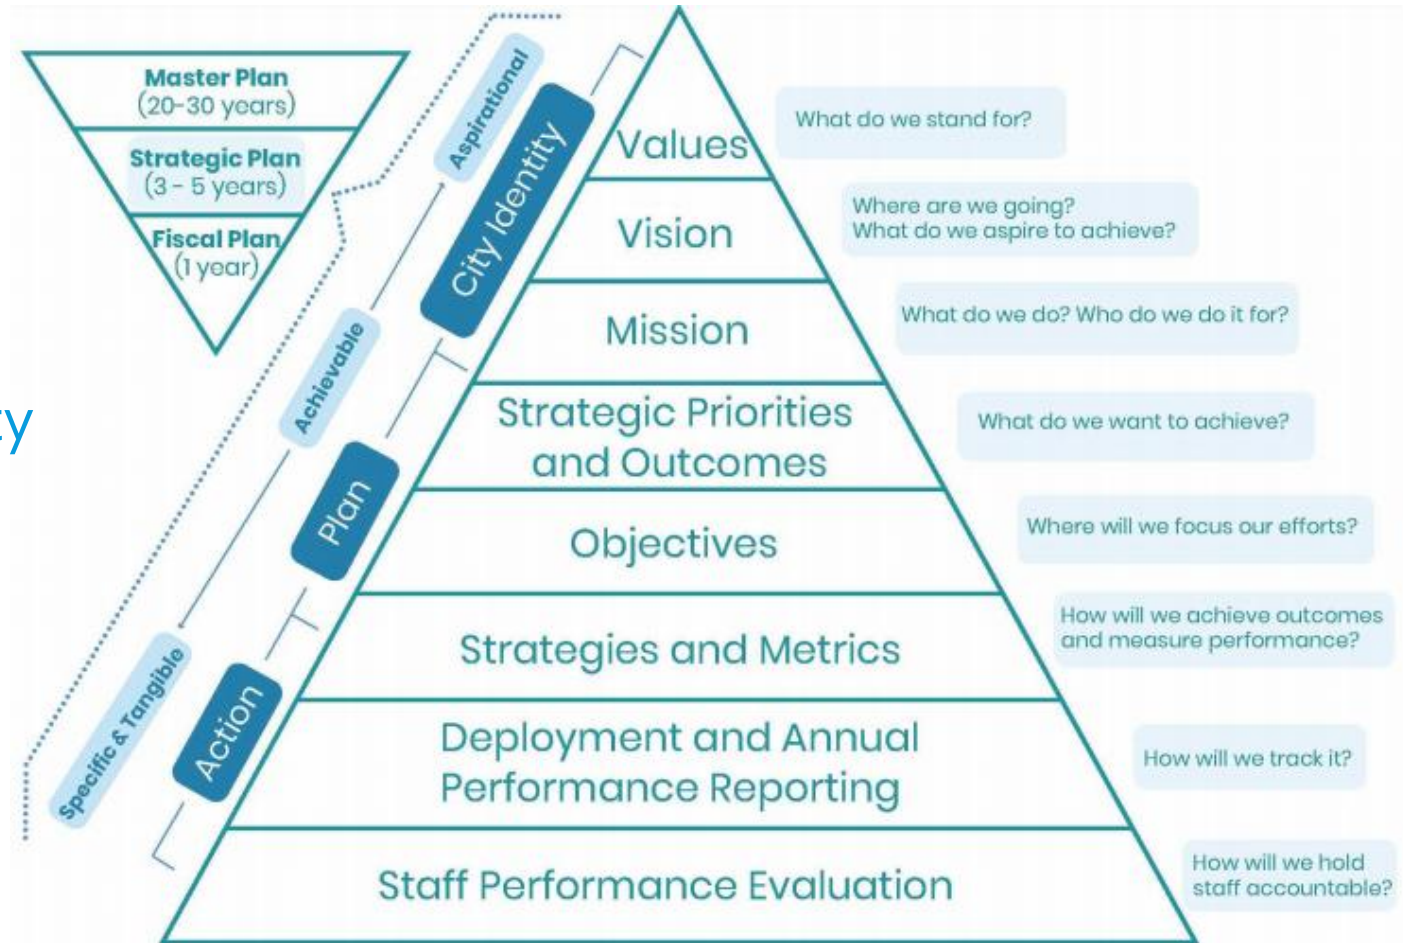 Master Plan
(20-30 years)
Strategic Plan
(3 - 5 years)
Fiscal Plan
(1 year)
Aspirational
Achievable
Specific & Tangible
City Identity
Plan
Action
Values
What do we stand for?
Vision
Where are we going?
What do we aspire to achieve?
Mission
What do we do? Who do we do it for?
Strategic Priorities
and Outcomes
What do we want to achieve?
Objectives
Where will we focus our efforts?
Strategies and Metrics
How will we achieve outcomes
and measure performance?
Deployment and Annual
Performance Reporting
How will we track it?
Staff Performance Evaluation
How will we hold
staff accountable?